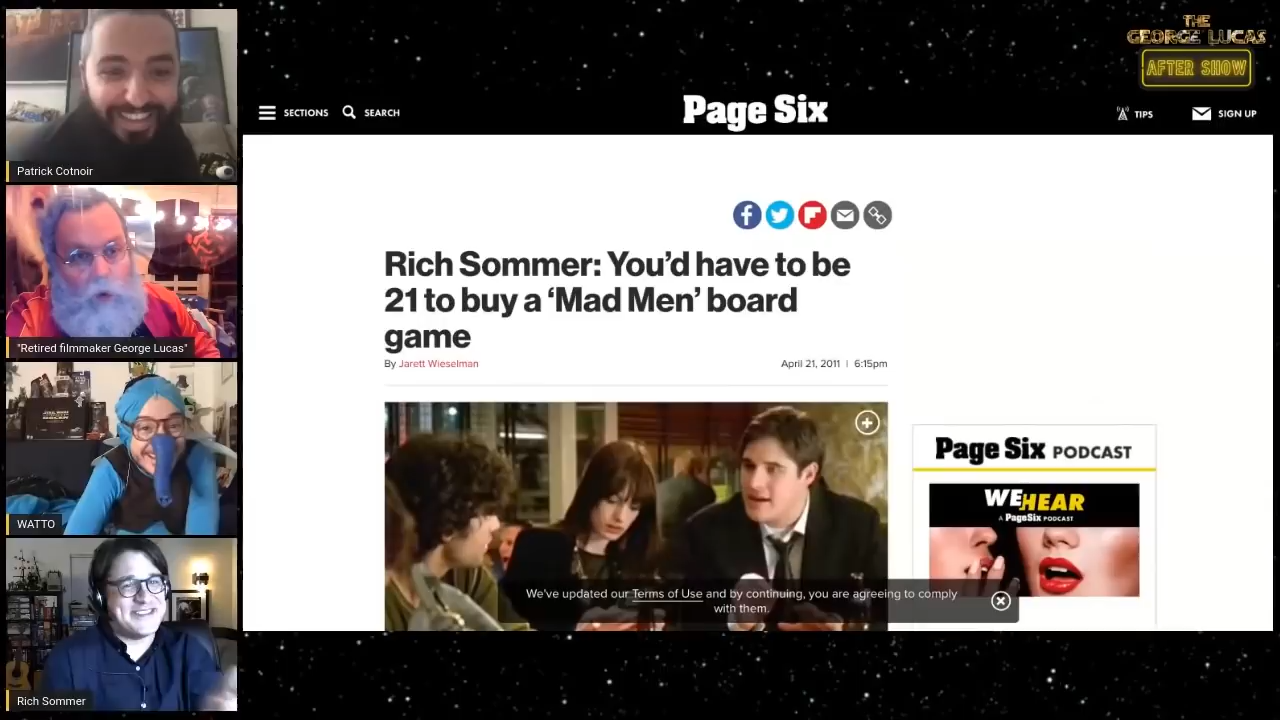 THE
GEORGE LUCAS
AFTER SHOW
SECTIONS
SEARCH
Page Six
TIPS
SIGN UP
Patrick Cotnoir
"Retired filmmaker George Lucas"
WATTO
Rich Sommer
Rich Sommer: You'd have to be
21 to buy a ‘Mad Men’ board
game
By Jarett Wieselman
April 21, 2011 | 6:15pm
Page Six PODCAST
WE HEAR
A PageSix PODCAST
We've updated our Terms of Use and by continuing, you are agreeing to comply
with them.